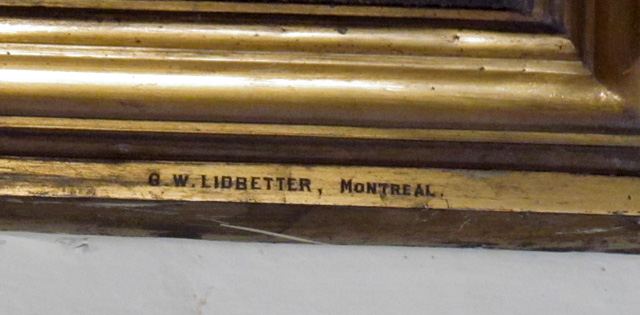 G.W. LIDBETTER, MONTREAL.